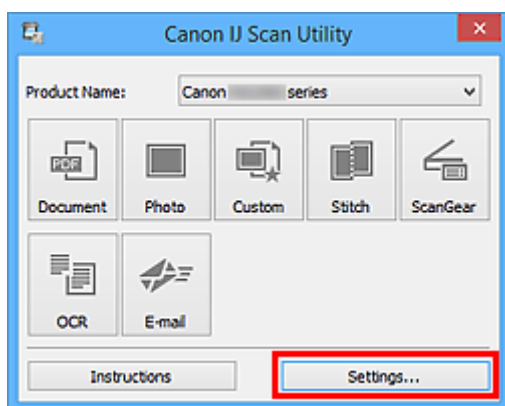 Canon IJ Scan Utility
Product Name: Canon series
PDF
Document Photo Custom Stitch ScanGear
OCR E-mail
Instructions Settings...